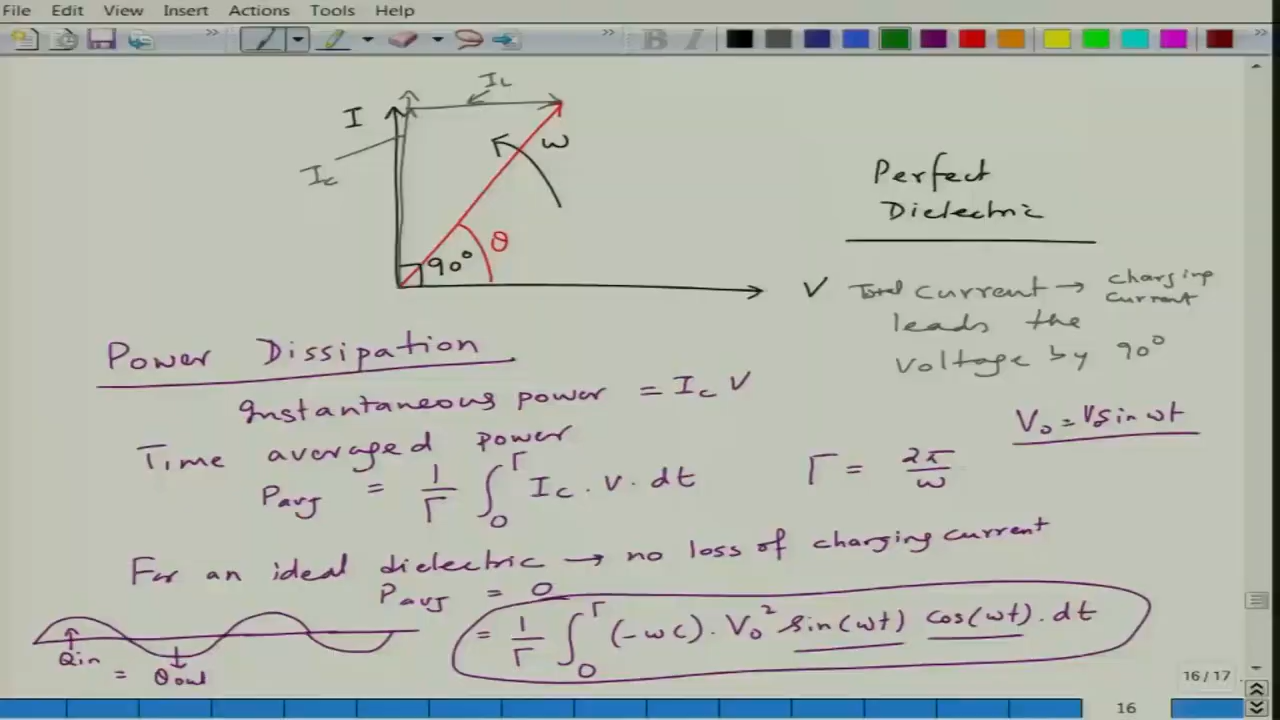 File Edit View Insert Actions Tools Help
I
I_L
I_c
ω
90°
θ
V
Perfect
Dielectric
Total current → charging current
leads the
voltage by 90°
Power Dissipation
Instantaneous power = I_c V
Time averaged power
V_0 = V sin ωt
P_avg = 1/Γ ∫_0^Γ I_c . V . dt
Γ = 2π/ω
For an ideal dielectric → no loss of charging current
P_avg = 0
= 1/Γ ∫_0^Γ (-ωc) . V_0^2 sin(ωt) cos(ωt) . dt
Qin = Qout
16 / 17
16